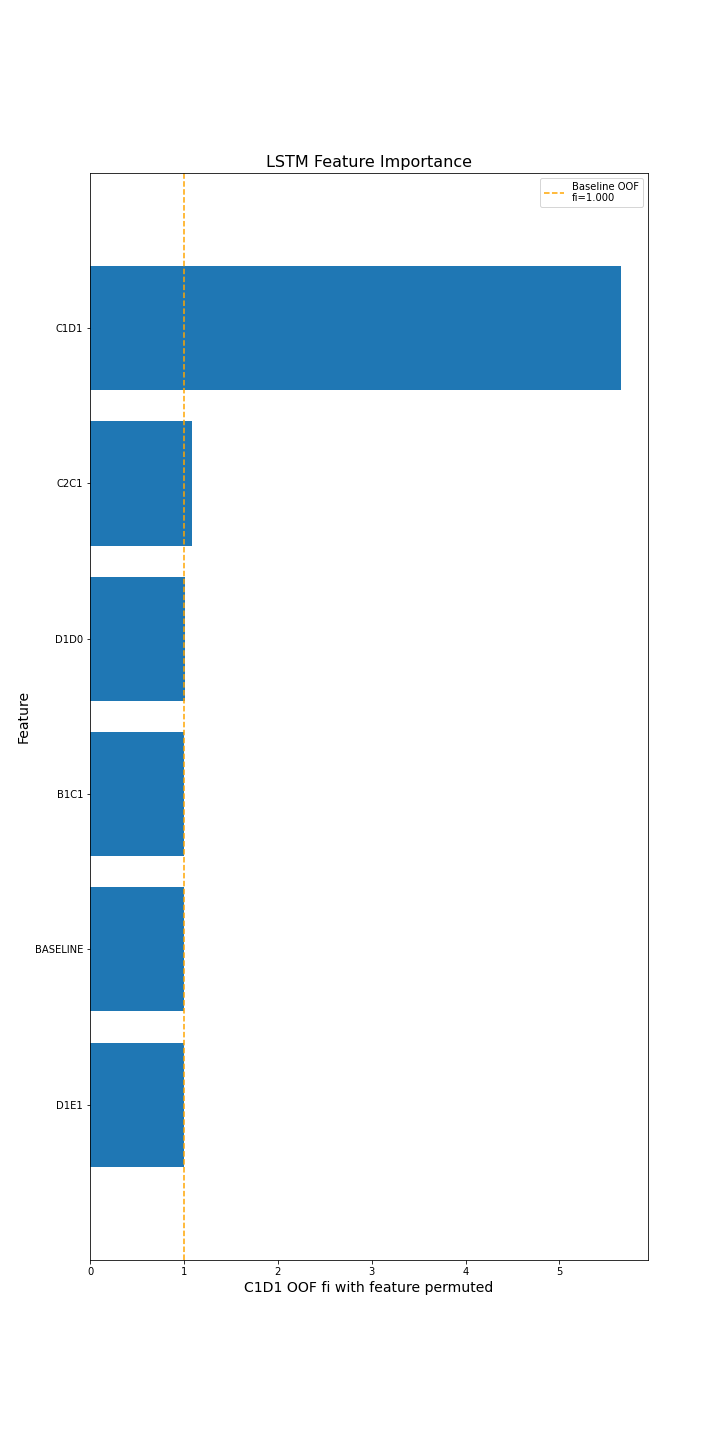 LSTM Feature Importance
Baseline OOF
fi=1.000
C1D1
C2C1
D1D0
B1C1
BASELINE
D1E1
Feature
0 1 2 3 4 5
C1D1 OOF fi with feature permuted